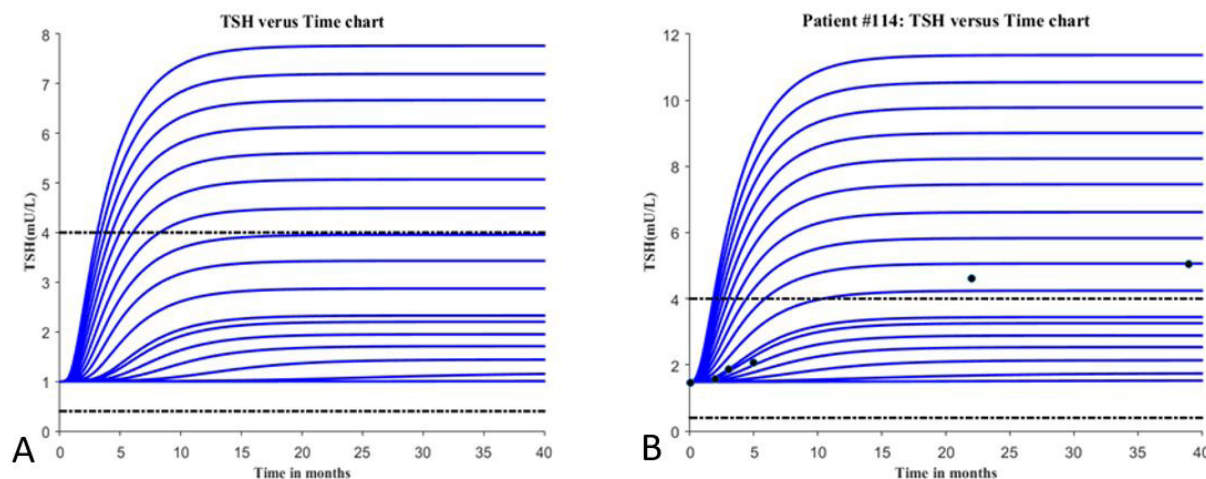 TSH verus Time chart
8
7
6
5
4
3
2
1
0
TSH(mU/L)
0 5 10 15 20 25 30 35 40
Time in months
A
Patient #114: TSH versus Time chart
12
10
8
6
4
2
0
TSH(mU/L)
0 5 10 15 20 25 30 35 40
Time in months
B